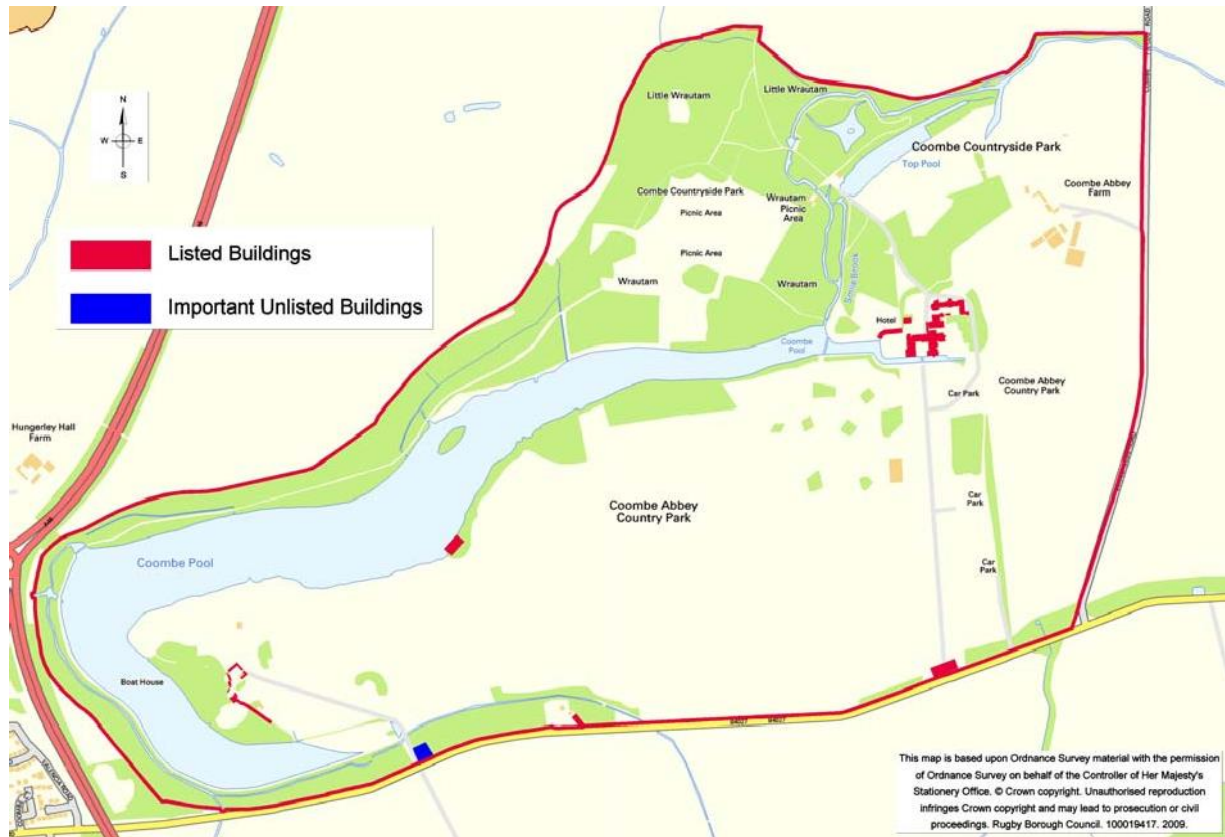 N
W E
S
Listed Buildings
Important Unlisted Buildings
Little Wrautam
Little Wrautam
Coombe Countryside Park
Top Pool
Coombe Abbey
Farm
Combe Countryside Park
Picnic Area
Wrautam
Picnic
Area
Picnic Area
Wrautam
Wrautam
Smite Brook
Hotel
Coombe
Pool
Car Park
Coombe Abbey
Country Park
Hungerley Hall
Farm
A46
Coombe Abbey
Country Park
Car
Park
Car
Park
Coombe Pool
Boat House
B4027
B4027
ROAD
This map is based upon Ordnance Survey material with the permission
of Ordnance Survey on behalf of the Controller of Her Majesty's
Stationery Office. © Crown copyright. Unauthorised reproduction
infringes Crown copyright and may lead to prosecution or civil
proceedings. Rugby Borough Council. 100019417. 2009.